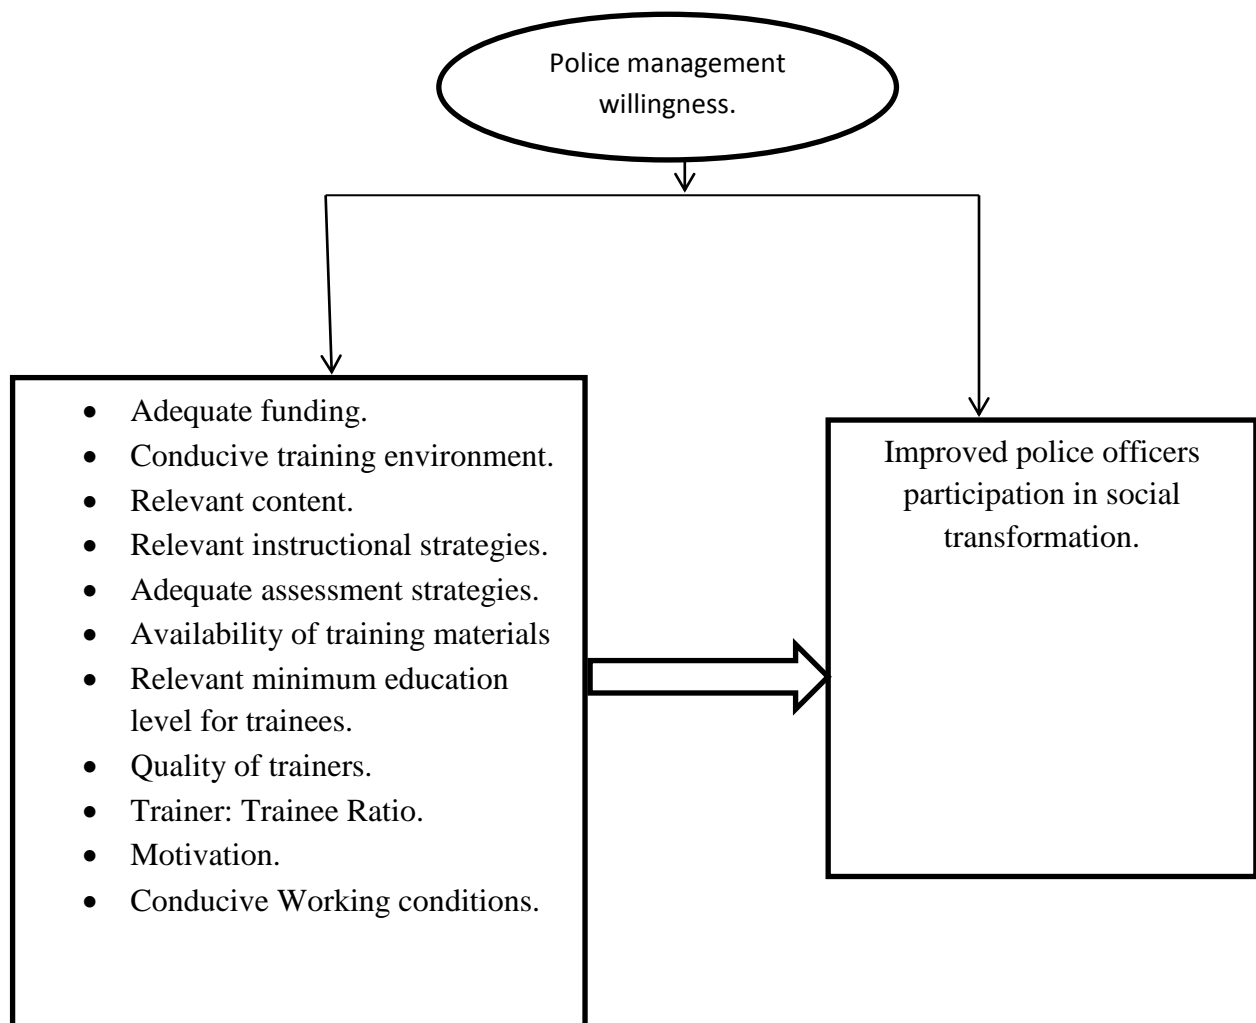 Police management
willingness.
• Adequate funding.
• Conducive training environment.
• Relevant content.
• Relevant instructional strategies.
• Adequate assessment strategies.
• Availability of training materials
• Relevant minimum education
level for trainees.
• Quality of trainers.
• Trainer: Trainee Ratio.
• Motivation.
• Conducive Working conditions.
Improved police officers
participation in social
transformation.